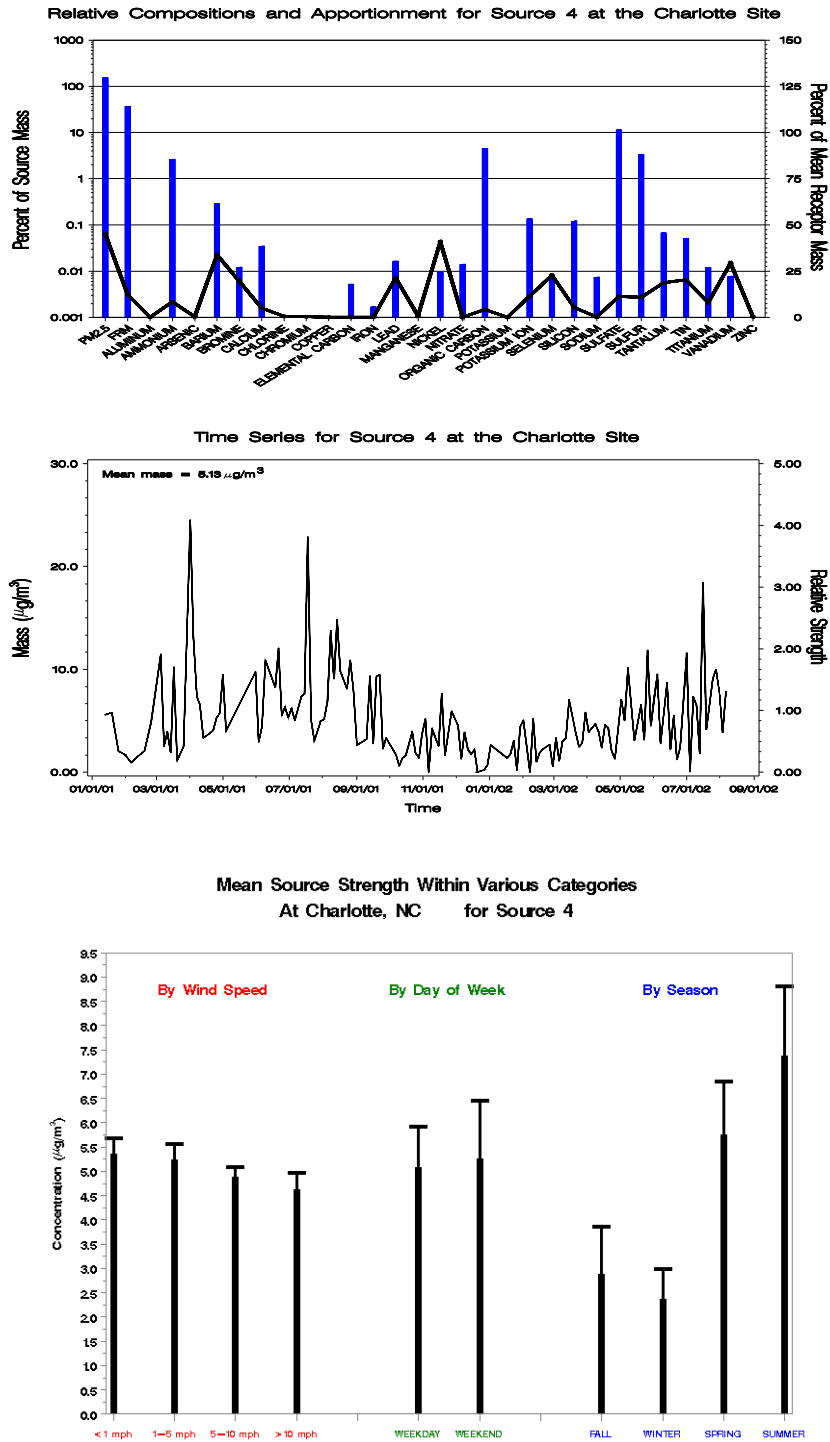 Relative Compositions and Apportionment for Source 4 at the Charlotte Site
1000
100
10
1
0.1
0.01
0.001
Percent of Source Mass
150
125
100
75
50
25
0
Percent of Mean Receptor Mass
PM2.5
FRM
ALUMINUM
AMMONIUM
ARSENIC
BARIUM
BROMINE
CALCIUM
CHLORINE
CHROMIUM
COPPER
ELEMENTAL CARBON
IRON
LEAD
MANGANESE
NICKEL
NITRATE
ORGANIC CARBON
POTASSIUM
POTASSIUM ION
SELENIUM
SILICON
SODIUM
SULFATE
SULFUR
TANTALUM
TIN
TITANIUM
VANADIUM
ZINC
Time Series for Source 4 at the Charlotte Site
Mean mass = 5.13 μg/m³
30.0
20.0
10.0
0.00
Mass (μg/m³)
5.00
4.00
3.00
2.00
1.00
0.00
Relative Strength
01/01/01 03/01/01 05/01/01 07/01/01 09/01/01 11/01/01 01/01/02 03/01/02 05/01/02 07/01/02 09/01/02
Time
Mean Source Strength Within Various Categories
At Charlotte, NC for Source 4
By Wind Speed By Day of Week By Season
9.5
9.0
8.5
8.0
7.5
7.0
6.5
6.0
5.5
5.0
4.5
4.0
3.5
3.0
2.5
2.0
1.5
1.0
0.5
0.0
Concentration (μg/m³)
<1 mph 1-5 mph 5-10 mph >10 mph WEEKDAY WEEKEND FALL WINTER SPRING SUMMER